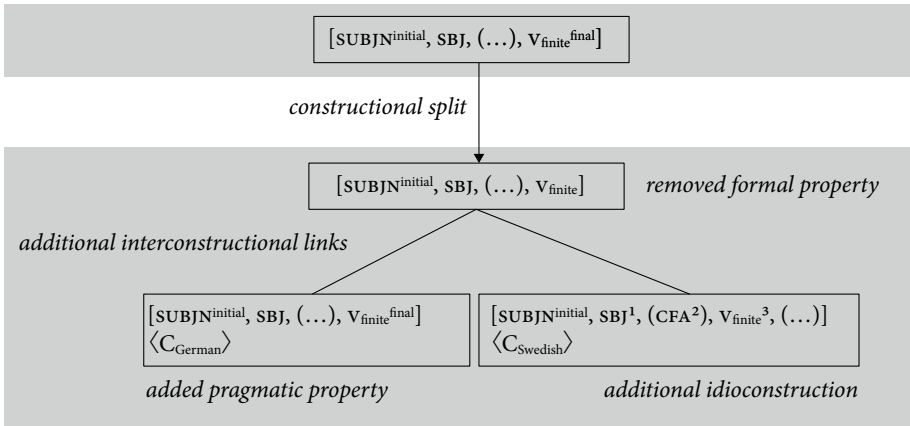 [SUBJNinitial, SBJ, (…), Vfinitefinal]
constructional split
[SUBJNinitial, SBJ, (…), Vfinite]
removed formal property
additional interconstructional links
[SUBJNinitial, SBJ, (…), Vfinitefinal]
⟨CGerman⟩
[SUBJNinitial, SBJ¹, (CFA²), Vfinite³, (…)]
⟨CSwedish⟩
added pragmatic property
additional idioconstruction